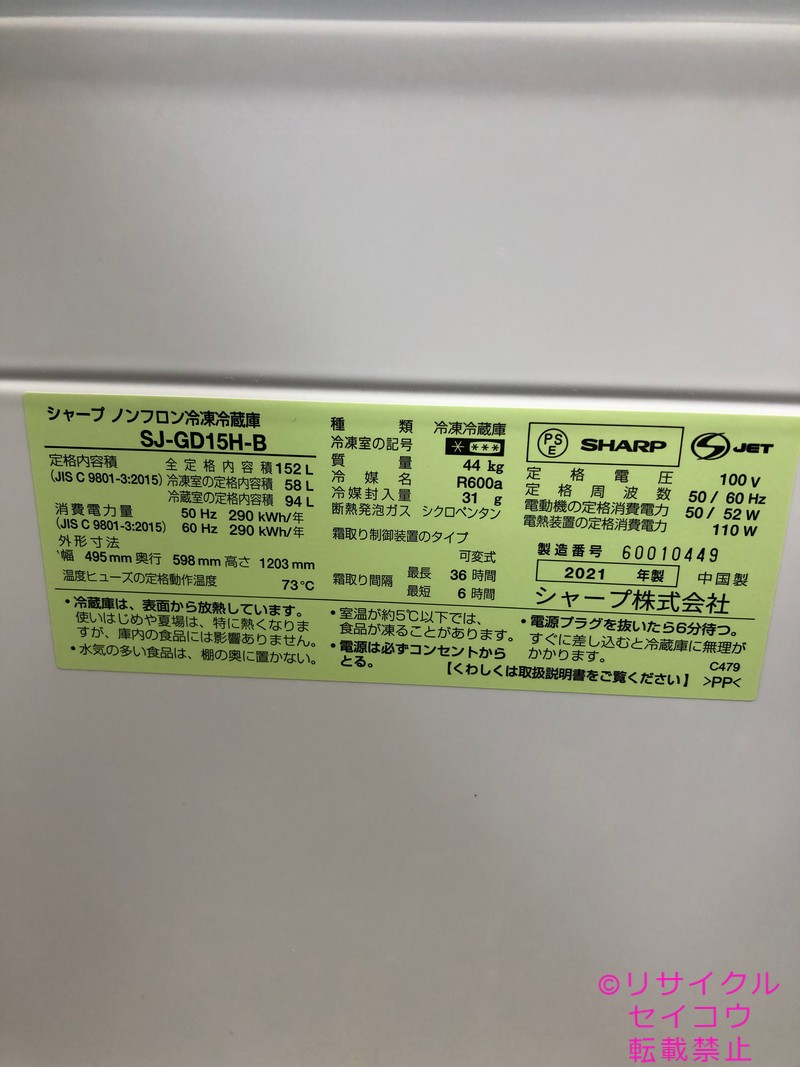 シャープ ノンフロン冷凍冷蔵庫
SJ-GD15H-B
定格内容積
(JIS C 9801-3:2015)
全定格内容積 152 L
冷凍室の定格内容積 58 L
冷蔵室の定格内容積 94 L
消費電力量
(JIS C 9801-3:2015)
50 Hz 290 kWh/年
60 Hz 290 kWh/年
外形寸法
幅 495 mm 奥行 598 mm 高さ 1203 mm
温度ヒューズの定格動作温度 73℃
種類 冷凍冷蔵庫
冷凍室の記号 * ***
質量 44 kg
冷媒名 R600a
冷媒封入量 31 g
断熱発泡ガス シクロペンタン
霜取り制御装置のタイプ
可変式
霜取り間隔 最長 36 時間
最短 6 時間
PSE SHARP S JET
定格電圧 100 V
定格周波数 50 / 60 Hz
電動機の定格消費電力 50 / 52 W
電熱装置の定格消費電力 110 W
製造番号 60010449
2021 年製 中国製
シャープ株式会社
・冷蔵庫は、表面から放熱しています。
使いはじめや夏場は、特に熱くなりま
すが、庫内の食品には影響ありません。
・水気の多い食品は、棚の奥に置かない。
・室温が約5℃以下では、
食品が凍ることがあります。
・電源は必ずコンセントから
とる。
・電源プラグを抜いたら6分待つ。
すぐに差し込むと冷蔵庫に無理が
かかります。
C479
【くわしくは取扱説明書をご覧ください】 >PP<
©リサイクル
セイコウ
転載禁止